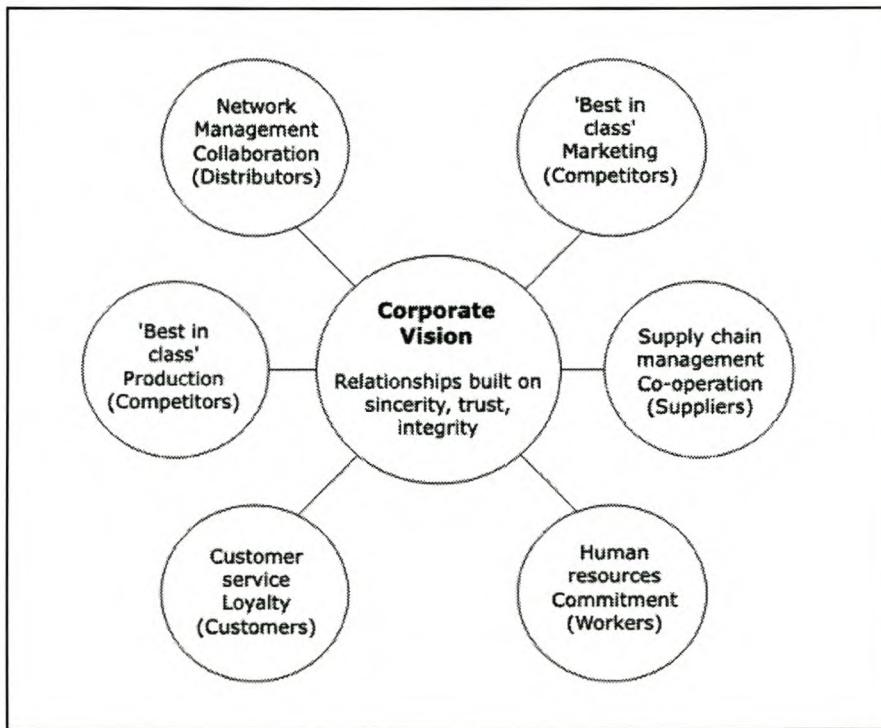 Network
Management
Collaboration
(Distributors)
'Best in
class'
Marketing
(Competitors)
'Best in
class'
Production
(Competitors)
Corporate
Vision
Relationships built on
sincerity, trust,
integrity
Supply chain
management
Co-operation
(Suppliers)
Customer
service
Loyalty
(Customers)
Human
resources
Commitment
(Workers)